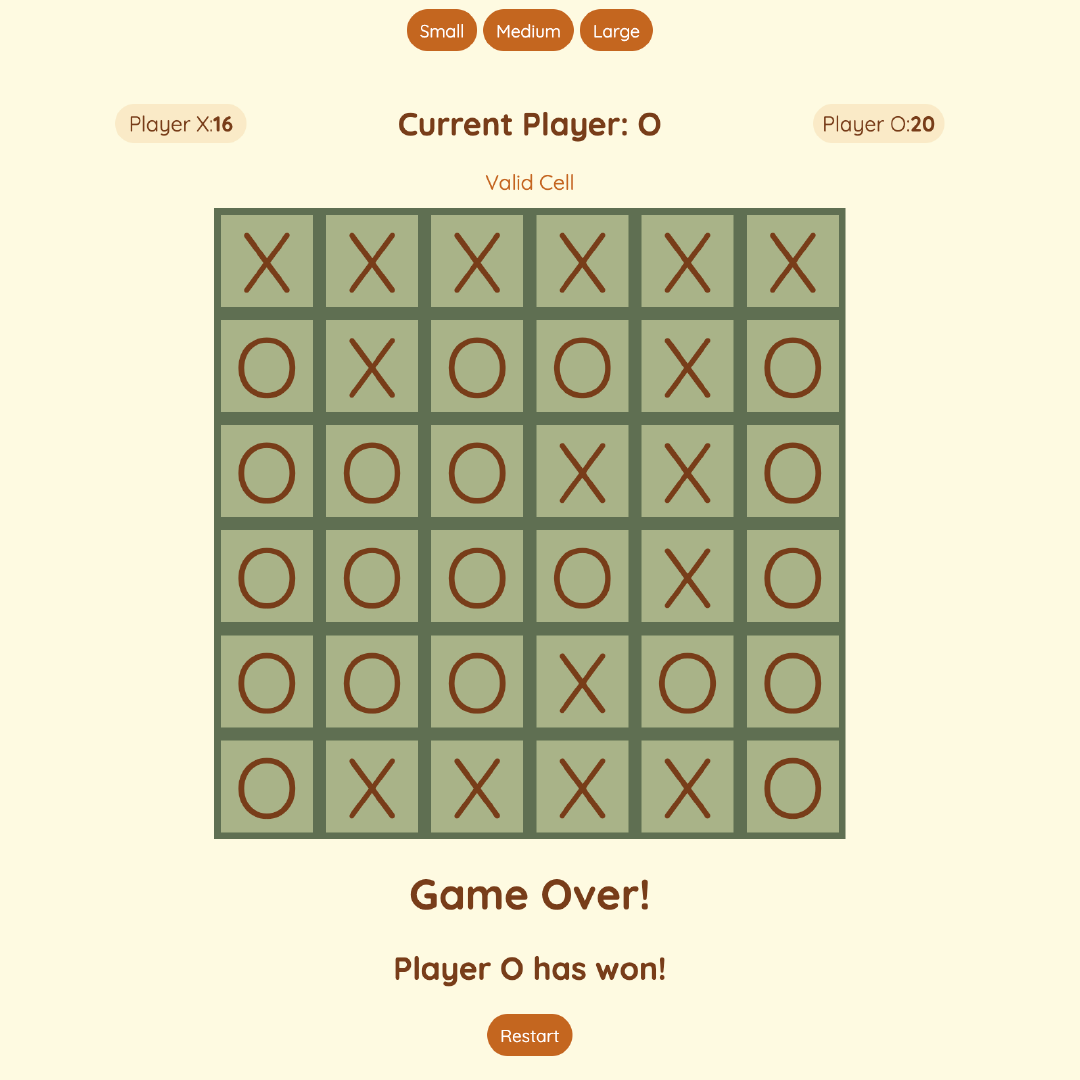 Small Medium Large
Player X:16 Current Player: O Player O:20
Valid Cell
X X X X X X
O X O O X O
O O O X X O
O O O O X O
O O O X O O
O X X X X O
Game Over!
Player O has won!
Restart